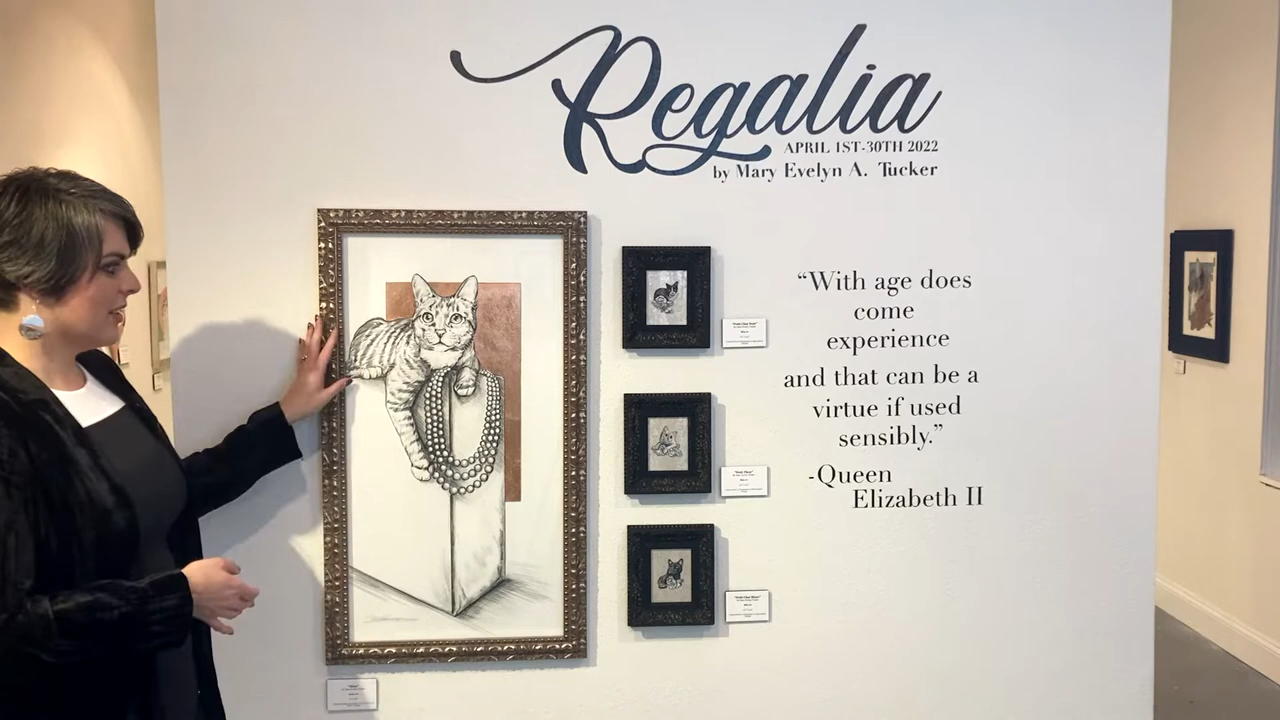 Regalia
APRIL 1ST-30TH 2022
by Mary Evelyn A. Tucker
“With age does
come
experience
and that can be a
virtue if used
sensibly.”
-Queen
Elizabeth II